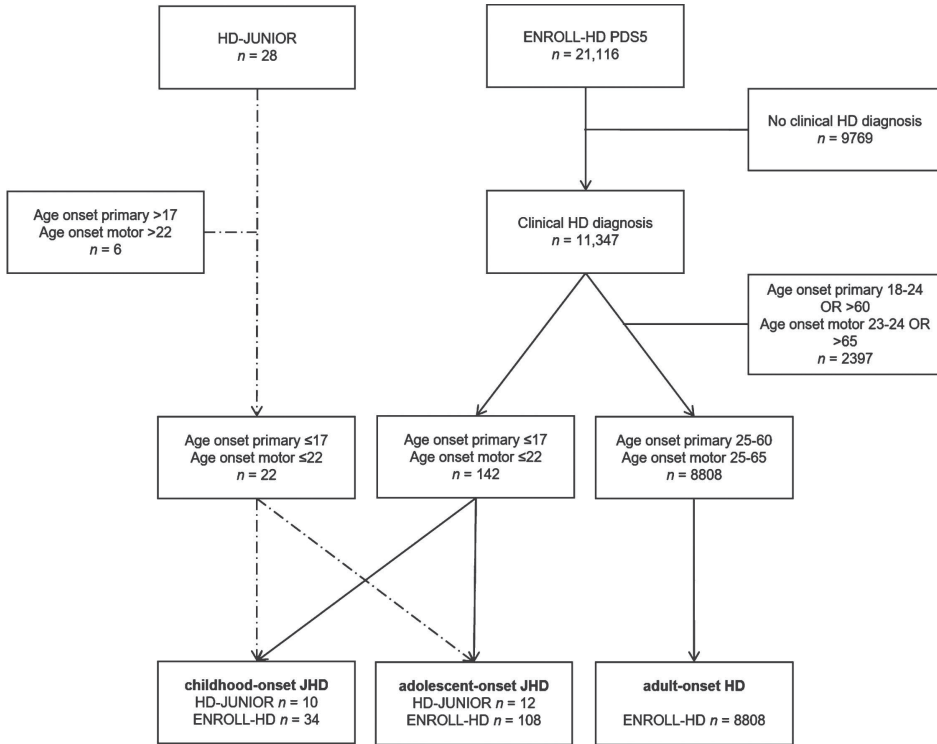 HD-JUNIOR
n = 28
ENROLL-HD PDS5
n = 21,116
No clinical HD diagnosis
n = 9769
Age onset primary >17
Age onset motor >22
n = 6
Clinical HD diagnosis
n = 11,347
Age onset primary 18-24
OR >60
Age onset motor 23-24 OR
>65
n = 2397
Age onset primary ≤17
Age onset motor ≤22
n = 22
Age onset primary ≤17
Age onset motor ≤22
n = 142
Age onset primary 25-60
Age onset motor 25-65
n = 8808
childhood-onset JHD
HD-JUNIOR n = 10
ENROLL-HD n = 34
adolescent-onset JHD
HD-JUNIOR n = 12
ENROLL-HD n = 108
adult-onset HD
ENROLL-HD n = 8808